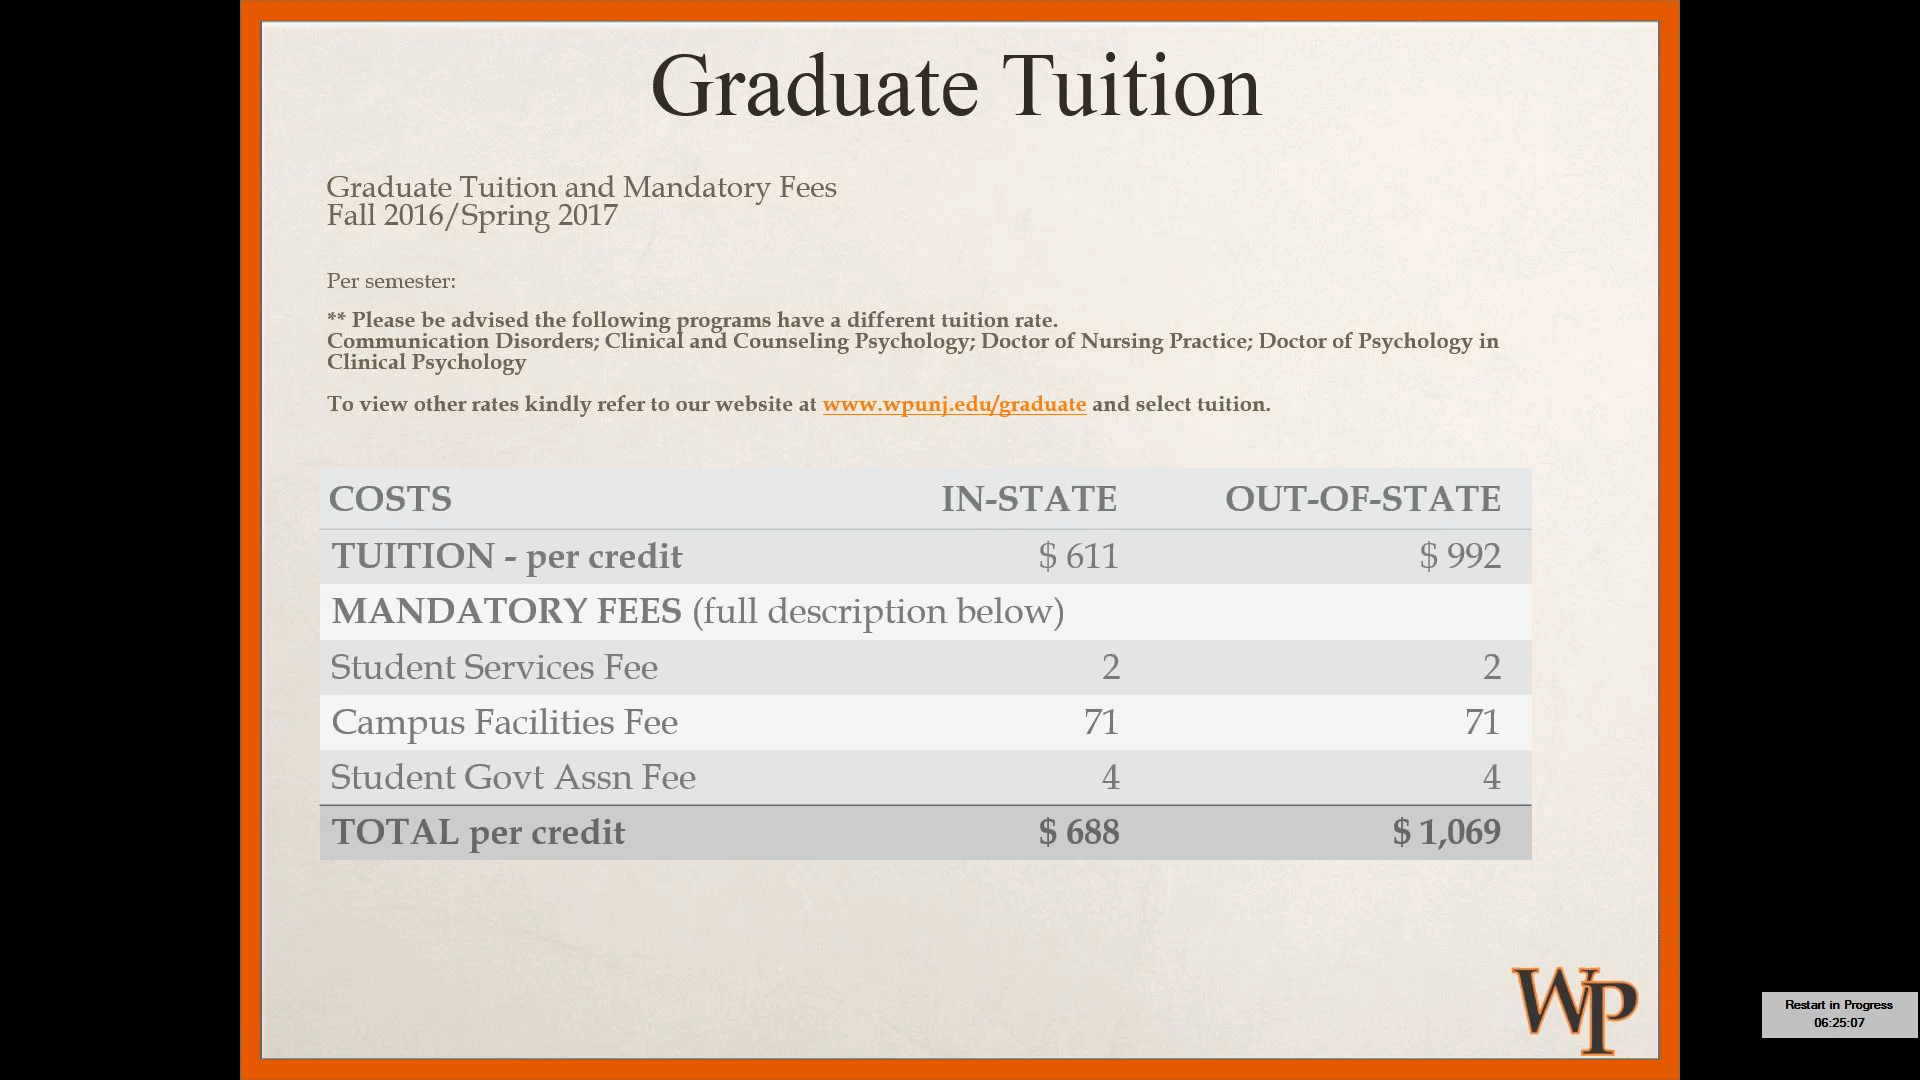 Graduate Tuition
Graduate Tuition and Mandatory Fees
Fall 2016/Spring 2017
Per semester:
** Please be advised the following programs have a different tuition rate.
Communication Disorders; Clinical and Counseling Psychology; Doctor of Nursing Practice; Doctor of Psychology in
Clinical Psychology
To view other rates kindly refer to our website at www.wpunj.edu/graduate and select tuition.
COSTS IN-STATE OUT-OF-STATE
TUITION - per credit $ 611 $ 992
MANDATORY FEES (full description below)
Student Services Fee 2 2
Campus Facilities Fee 71 71
Student Govt Assn Fee 4 4
TOTAL per credit $ 688 $ 1,069
WP
Restart in Progress
06:25:07